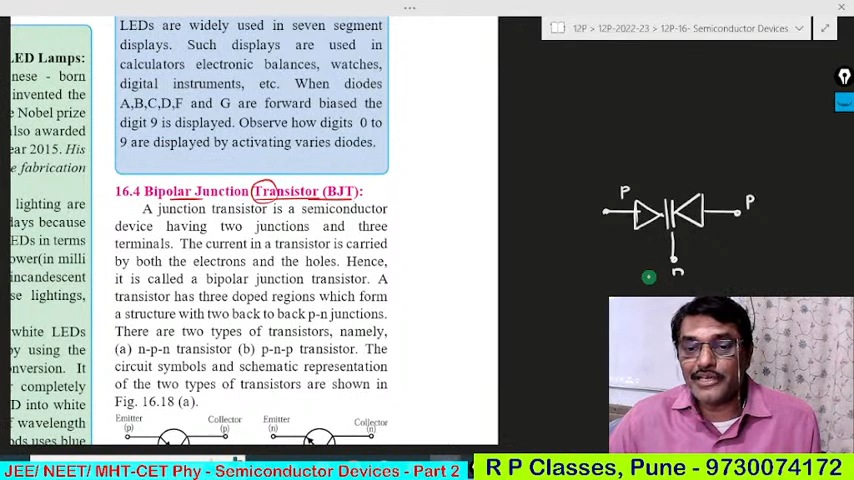 12P > 12P-2022-23 > 12P-16- Semiconductor Devices
LED Lamps:
nese - born
invented the
e Nobel prize
also awarded
ear 2015. His
e fabrication
lighting are
days because
LEDs in terms
ower(in milli
incandescent
se lightings,
white LEDs
by using the
onversion. It
r completely
D into white
f wavelength
ods uses blue
LEDs are widely used in seven segment
displays. Such displays are used in
calculators electronic balances, watches,
digital instruments, etc. When diodes
A,B,C,D,F and G are forward biased the
digit 9 is displayed. Observe how digits 0 to
9 are displayed by activating varies diodes.
16.4 Bipolar Junction Transistor (BJT):
A junction transistor is a semiconductor
device having two junctions and three
terminals. The current in a transistor is carried
by both the electrons and the holes. Hence,
it is called a bipolar junction transistor. A
transistor has three doped regions which form
a structure with two back to back p-n junctions.
There are two types of transistors, namely,
(a) n-p-n transistor (b) p-n-p transistor. The
circuit symbols and schematic representation
of the two types of transistors are shown in
Fig. 16.18 (a).
Emitter
(p)
Collector
(p)
Emitter
(n)
Collector
(n)
P
P
n
JEE/ NEET/ MHT-CET Phy - Semiconductor Devices - Part 2
R P Classes, Pune - 9730074172